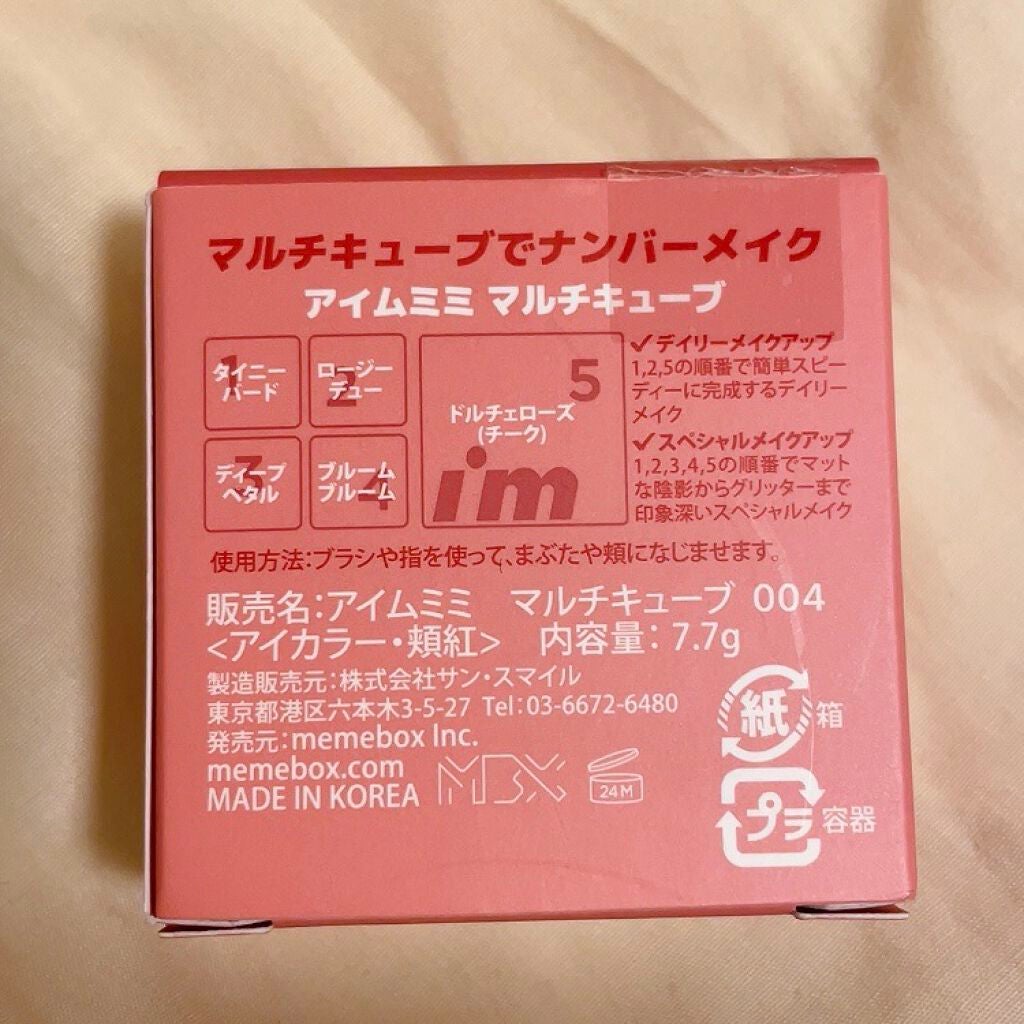 マルチキューブでナンバーメイク
アイムミミ マルチキューブ
1
タイニー
バード
2
ロージー
デュー
3
ディープ
ペタル
4
ブルーム
ブルーム
5
ドルチェローズ
(チーク)
i'm
✓デイリーメイクアップ
1,2,5の順番で簡単スピー
ディーに完成するデイリー
メイク
✓スペシャルメイクアップ
1,2,3,4,5の順番でマット
な陰影からグリッターまで
印象深いスペシャルメイク
使用方法:ブラシや指を使って、まぶたや頬になじませます。
販売名:アイムミミ マルチキューブ 004
<アイカラー・頬紅> 内容量: 7.7g
製造販売元:株式会社サン・スマイル
東京都港区六本木3-5-27 Tel:03-6672-6480
発売元:memebox Inc.
memebox.com
MADE IN KOREA
MBX
24M
紙 箱
プラ 容器